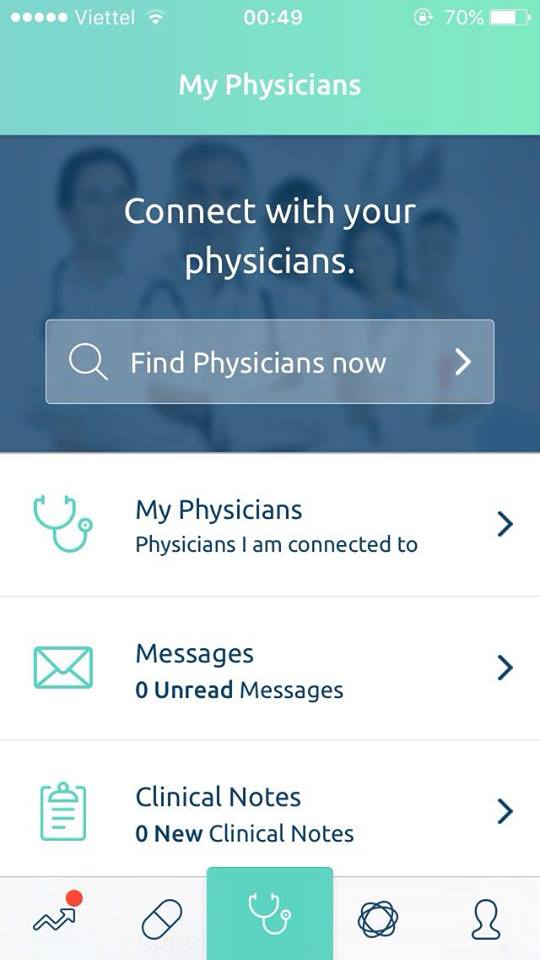 Viettel 00:49 70%
My Physicians
Connect with your
physicians.
Find Physicians now
My Physicians
Physicians I am connected to
Messages
0 Unread Messages
Clinical Notes
0 New Clinical Notes